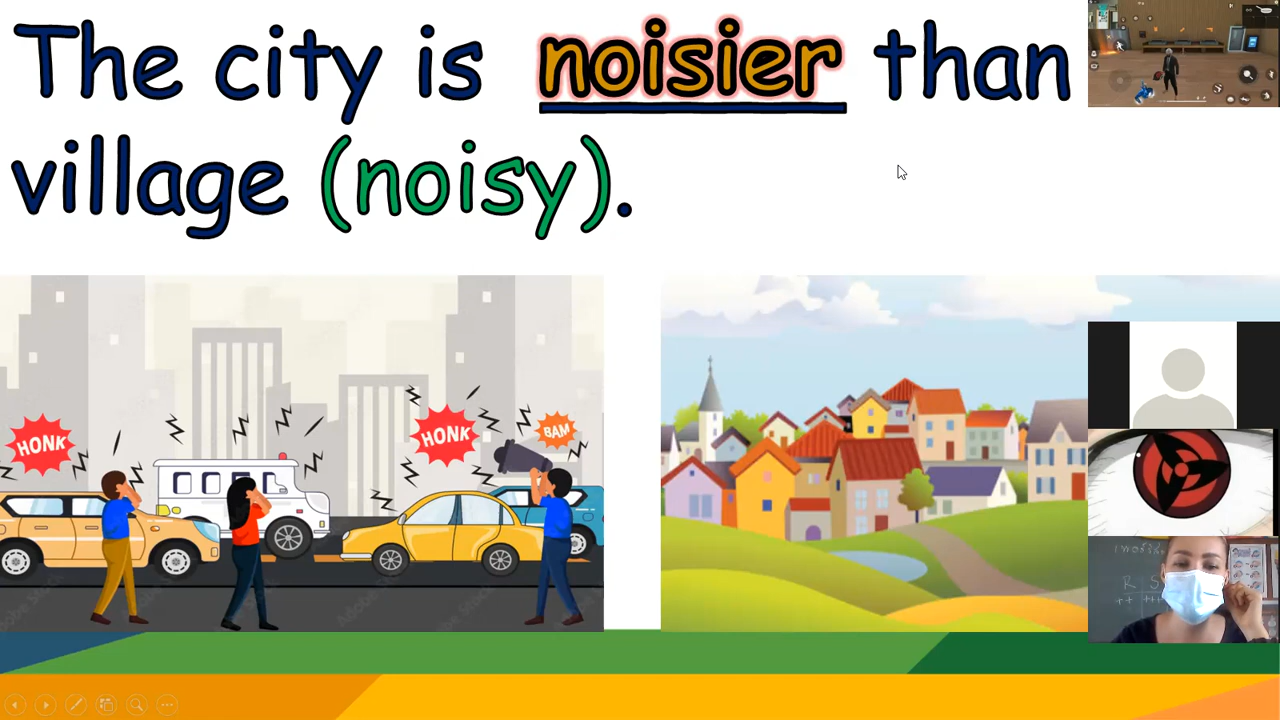 The city is noisier than
village (noisy).
HONK
HONK
BAM
R S